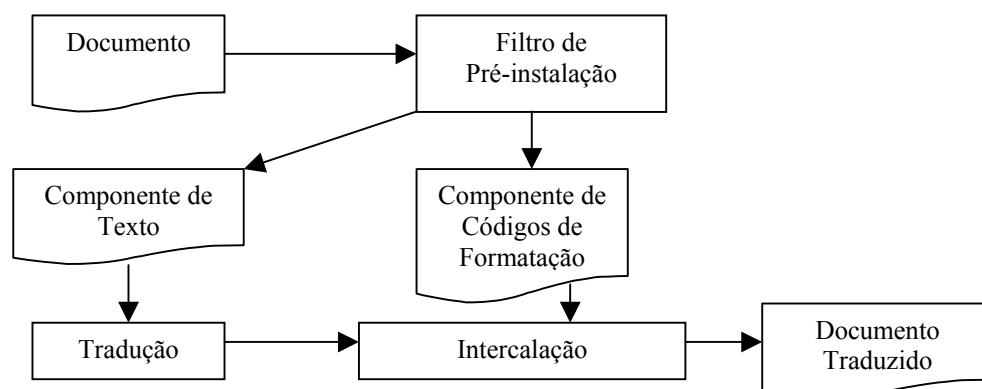 Documento
Filtro de
Pré-instalação
Componente de
Texto
Componente de
Códigos de
Formatação
Tradução
Intercalação
Documento
Traduzido